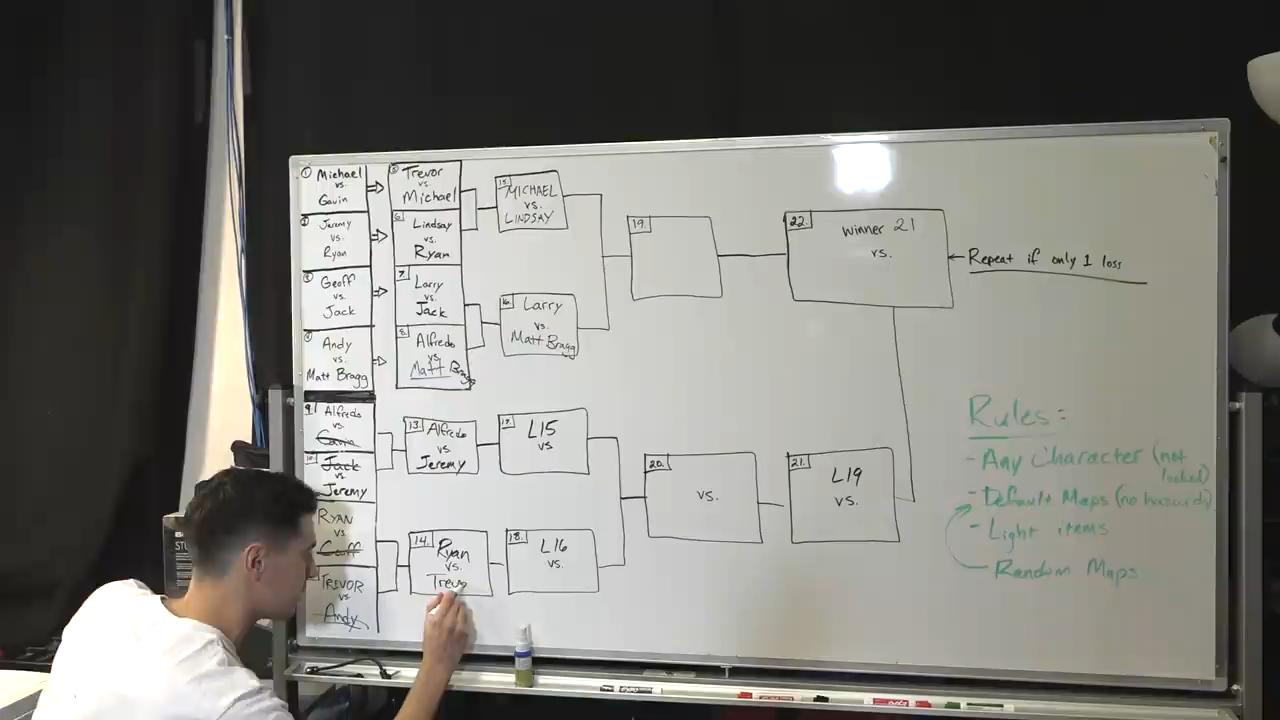 1 Michael
vs.
Gavin
2 Jeremy
vs.
Ryan
3 Geoff
vs.
Jack
4 Andy
vs.
Matt Bragg
5 Trevor
vs.
Michael
6. Lindsay
vs.
Ryan
7. Larry
vs.
Jack
8. Alfredo
vs
Matt Bragg
9. Alfredo
vs.
Gavin
10. Jack
vs.
Jeremy
RYAN
vs.
Geoff
TREVOR
vs
Andy
13. Alfredo
vs.
Jeremy
14. Ryan
vs.
Trevo
15. MICHAEL
vs.
LINDSAY
16. Larry
vs.
Matt Bragg
L15
vs
18. L16
vs.
19.
20.
vs.
21. L19
vs.
22. Winner 21
vs.
Repeat if only 1 loss
Rules:
- Any Character (not
locked)
- Default Maps (no hazards)
- Light items
Random Maps